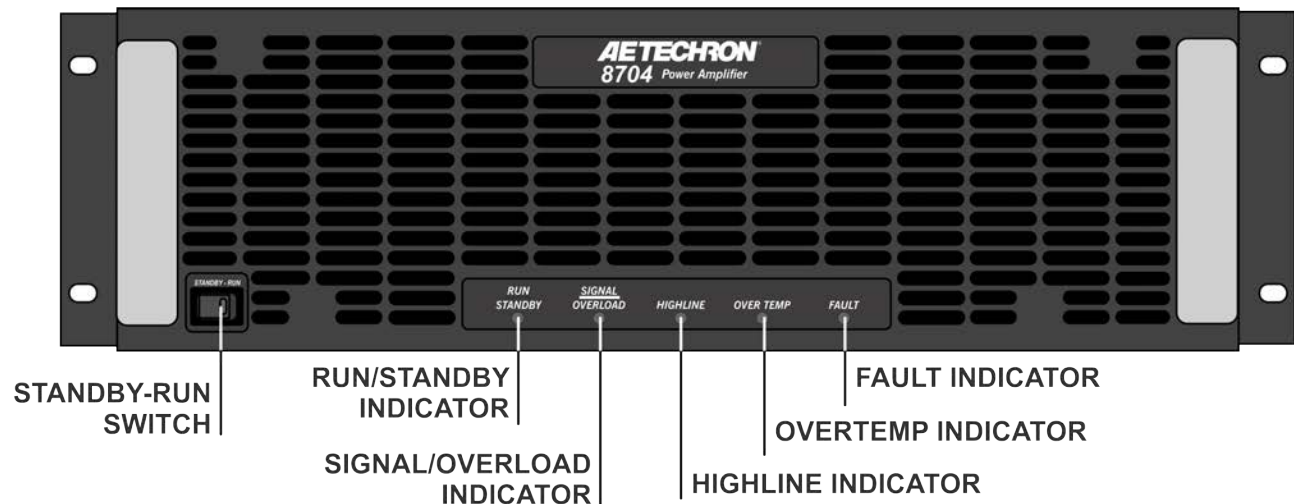 AE TECHRON
8704 Power Amplifier
STANDBY - RUN
RUN
STANDBY
SIGNAL
OVERLOAD
HIGHLINE
OVER TEMP
FAULT
STANDBY-RUN
SWITCH
RUN/STANDBY
INDICATOR
SIGNAL/OVERLOAD
INDICATOR
HIGHLINE INDICATOR
OVERTEMP INDICATOR
FAULT INDICATOR